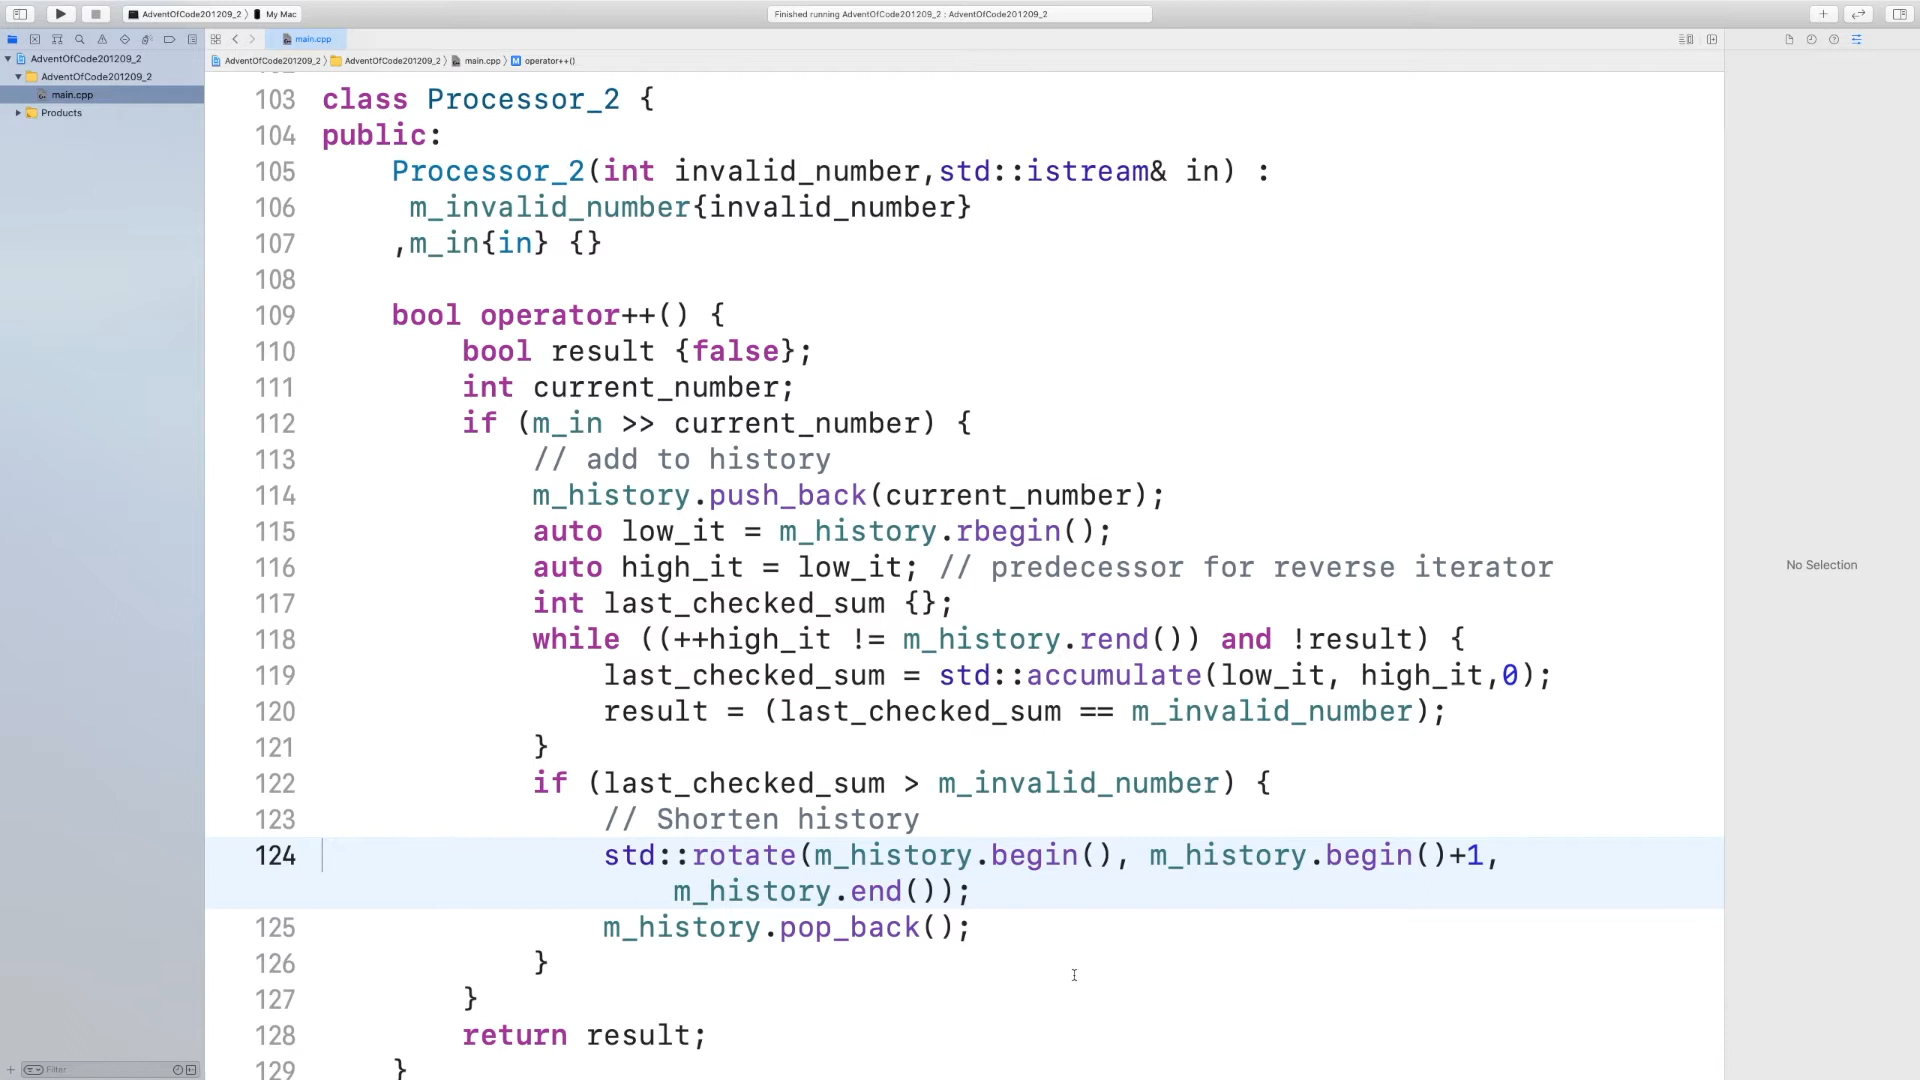 AdventOfCode201209_2 〉 My Mac
Finished running AdventOfCode201209_2 : AdventOfCode201209_2
main.cpp
AdventOfCode201209_2
AdventOfCode201209_2
main.cpp
Products
AdventOfCode201209_2 〉 AdventOfCode201209_2 〉 main.cpp 〉 M operator++()
103 class Processor_2 {
104 public:
105 Processor_2(int invalid_number,std::istream& in) :
106 m_invalid_number{invalid_number}
107 ,m_in{in} {}
108
109 bool operator++() {
110 bool result {false};
111 int current_number;
112 if (m_in >> current_number) {
113 // add to history
114 m_history.push_back(current_number);
115 auto low_it = m_history.rbegin();
116 auto high_it = low_it; // predecessor for reverse iterator
117 int last_checked_sum {};
118 while ((++high_it != m_history.rend()) and !result) {
119 last_checked_sum = std::accumulate(low_it, high_it,0);
120 result = (last_checked_sum == m_invalid_number);
121 }
122 if (last_checked_sum > m_invalid_number) {
123 // Shorten history
124 std::rotate(m_history.begin(), m_history.begin()+1,
m_history.end());
125 m_history.pop_back();
126 }
127 }
128 return result;
129 }
No Selection
Filter